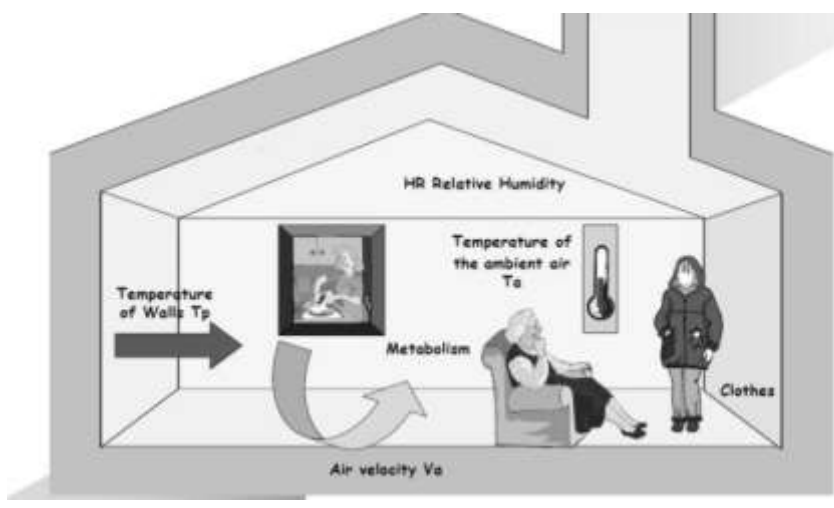 HR Relative Humidity
Temperature of
the ambient air
Ta
Temperature
of Walls Tp
Metabolism
Clothes
Air velocity Va